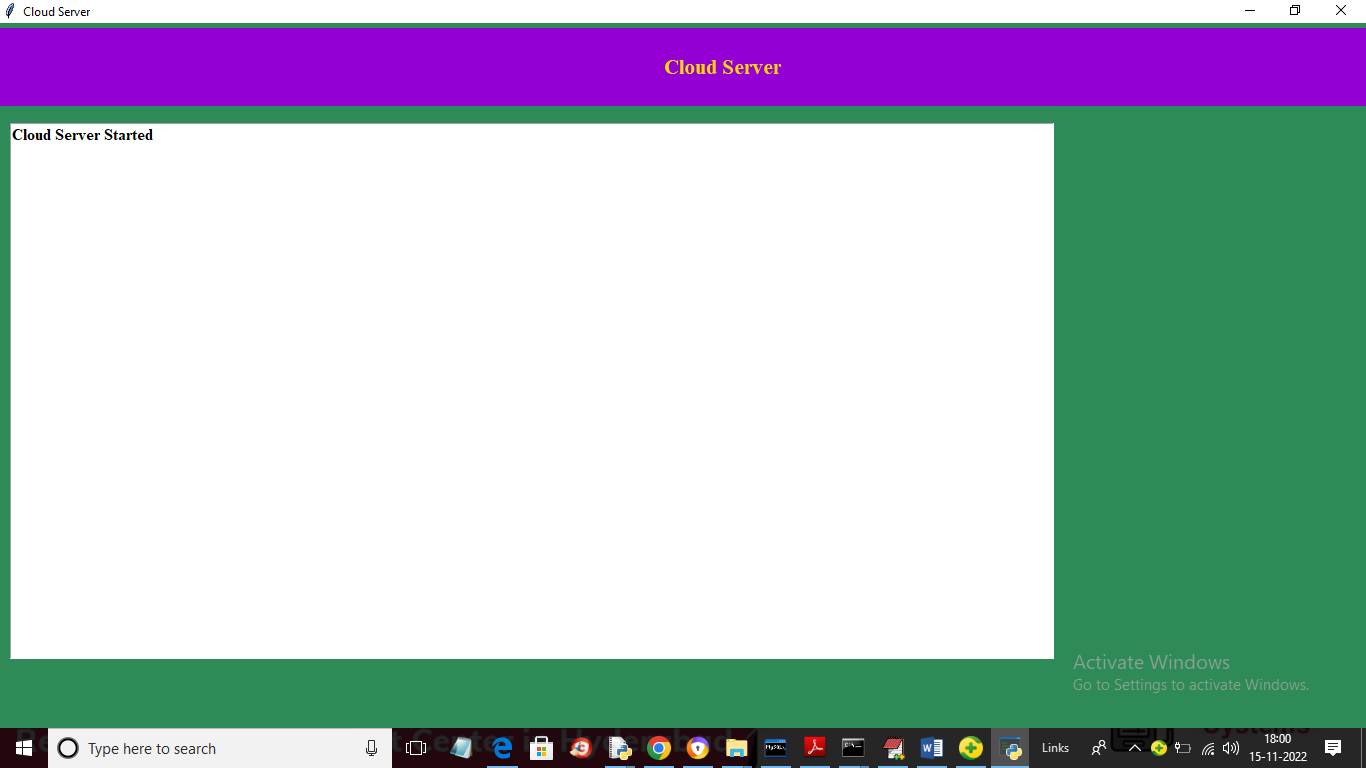 Cloud Server
Cloud Server
Cloud Server Started
Activate Windows
Go to Settings to activate Windows.
Type here to search
Links
18:00
15-11-2022